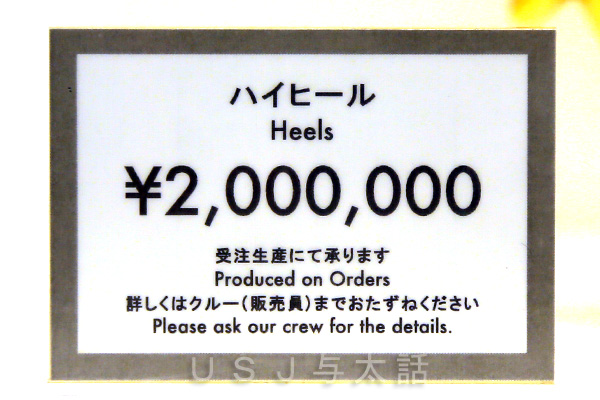 ハイヒール
Heels
¥2,000,000
受注生産にて承ります
Produced on Orders
詳しくはクルー(販売員)までおたずねください
Please ask our crew for the details.
USJ与太話